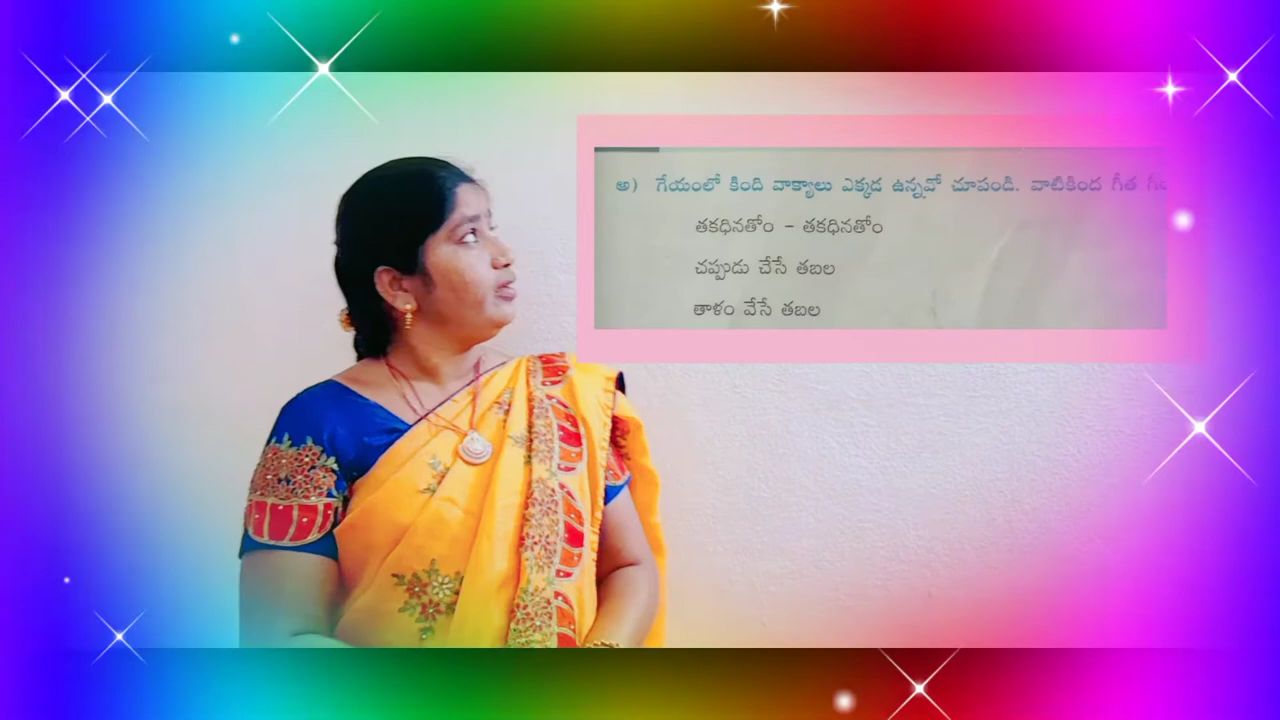 అ) గేయంలో కింది వాక్యాలు ఎక్కడ ఉన్నవో చూపండి. వాటికింద గీత
తకధినతోం - తకధినతోం
చప్పుడు చేసే తబల
తాళం వేసే తబల